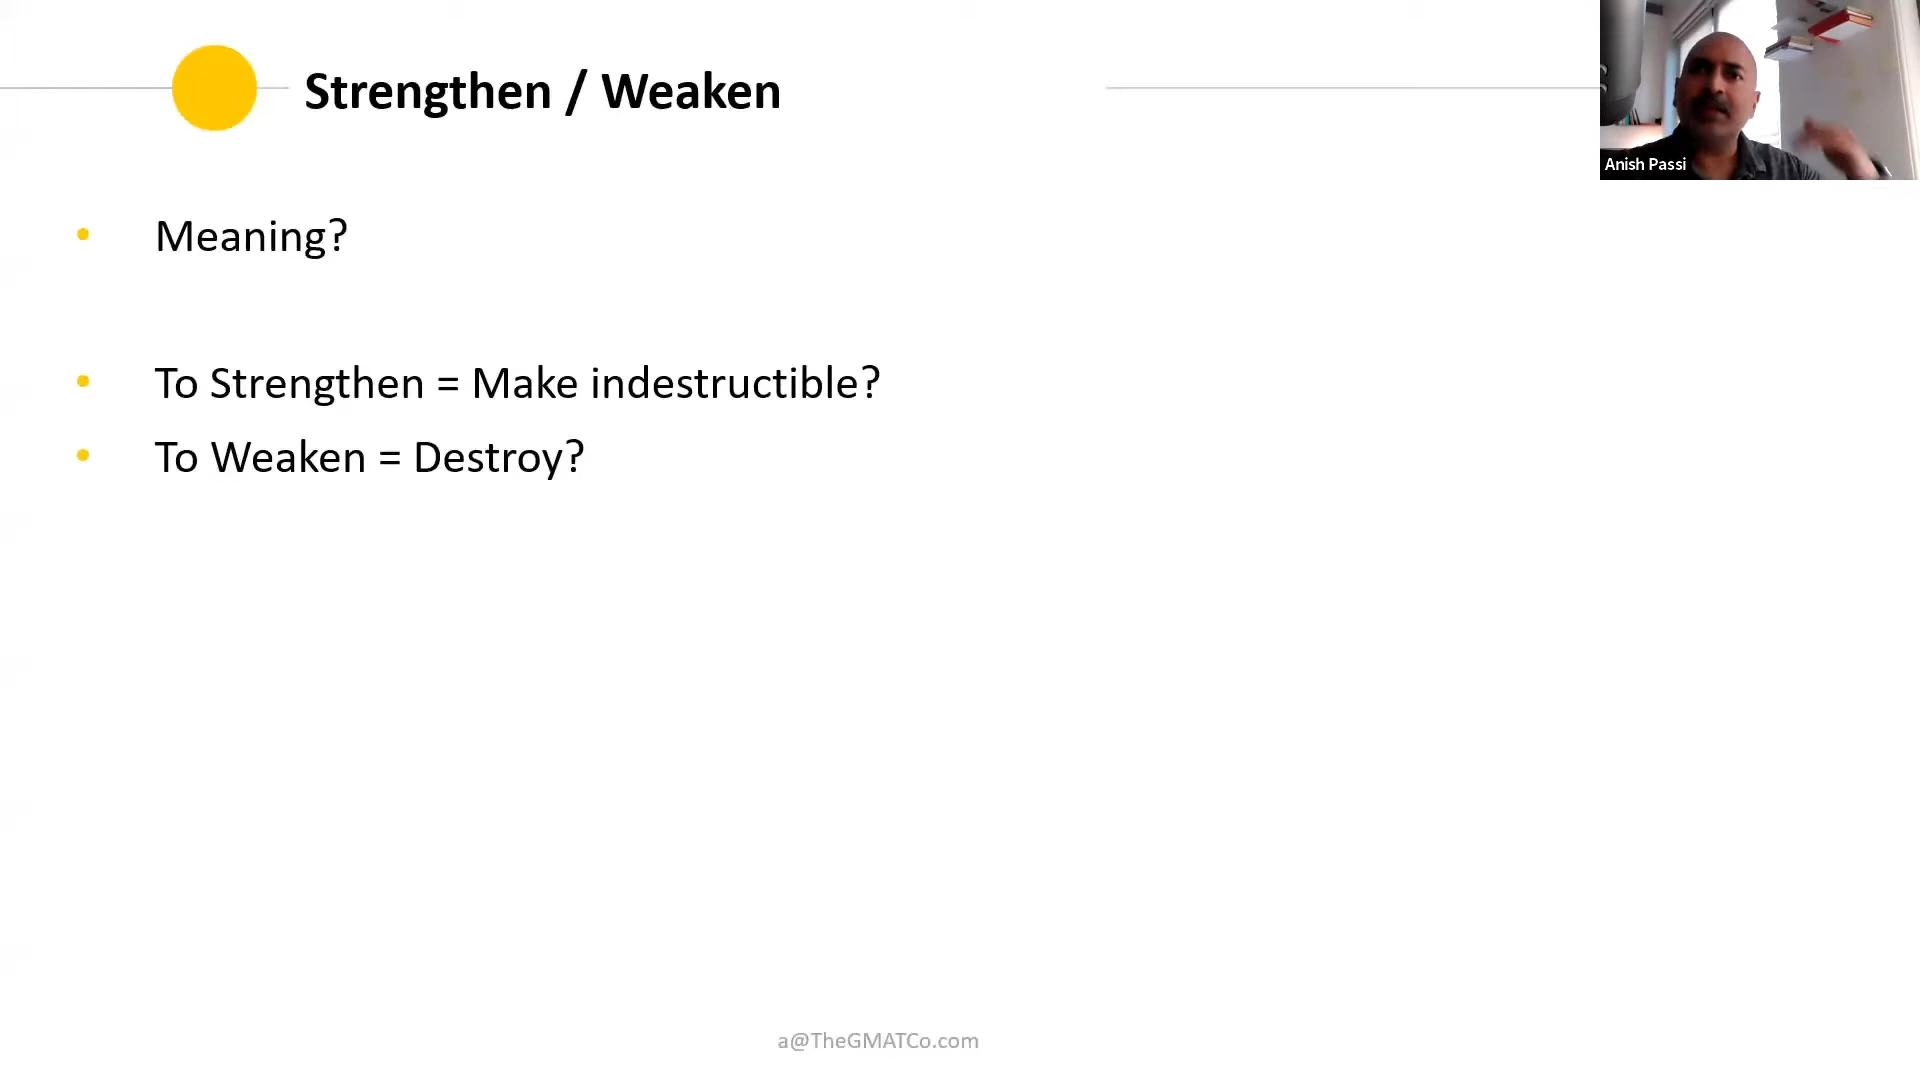 Strengthen / Weaken
Anish Passi
Meaning?
To Strengthen = Make indestructible?
To Weaken = Destroy?
a@TheGMATCo.com